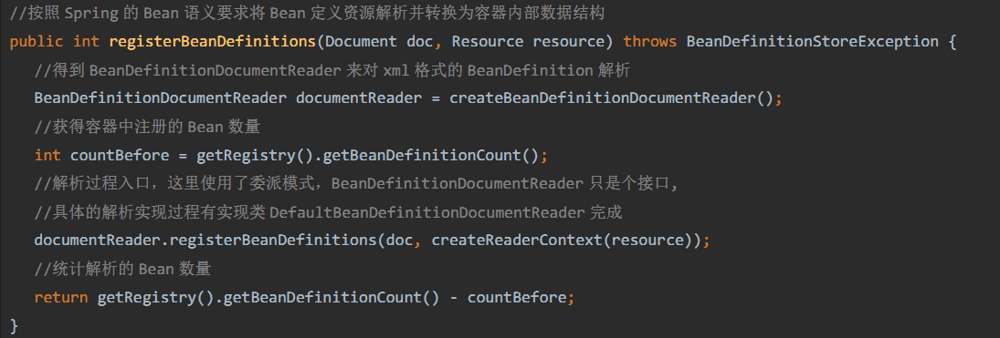 //按照 Spring 的 Bean 语义要求将 Bean 定义资源解析并转换为容器内部数据结构
public int registerBeanDefinitions(Document doc, Resource resource) throws BeanDefinitionStoreException {
//得到 BeanDefinitionDocumentReader 来对 xml 格式的 BeanDefinition 解析
BeanDefinitionDocumentReader documentReader = createBeanDefinitionDocumentReader();
//获得容器中注册的 Bean 数量
int countBefore = getRegistry().getBeanDefinitionCount();
//解析过程入口，这里使用了委派模式，BeanDefinitionDocumentReader 只是个接口,
//具体的解析实现过程有实现类 DefaultBeanDefinitionDocumentReader 完成
documentReader.registerBeanDefinitions(doc, createReaderContext(resource));
//统计解析的 Bean 数量
return getRegistry().getBeanDefinitionCount() - countBefore;
}